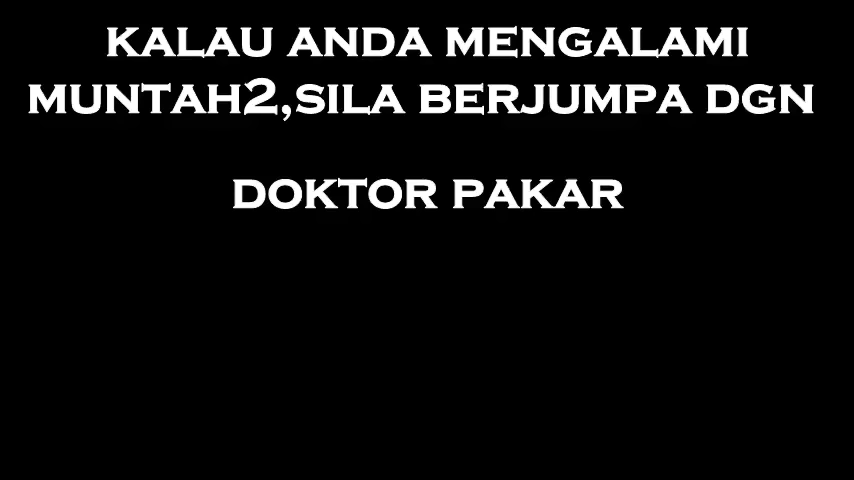 KALAU ANDA MENGALAMI
MUNTAH2,SILA BERJUMPA DGN
DOKTOR PAKAR